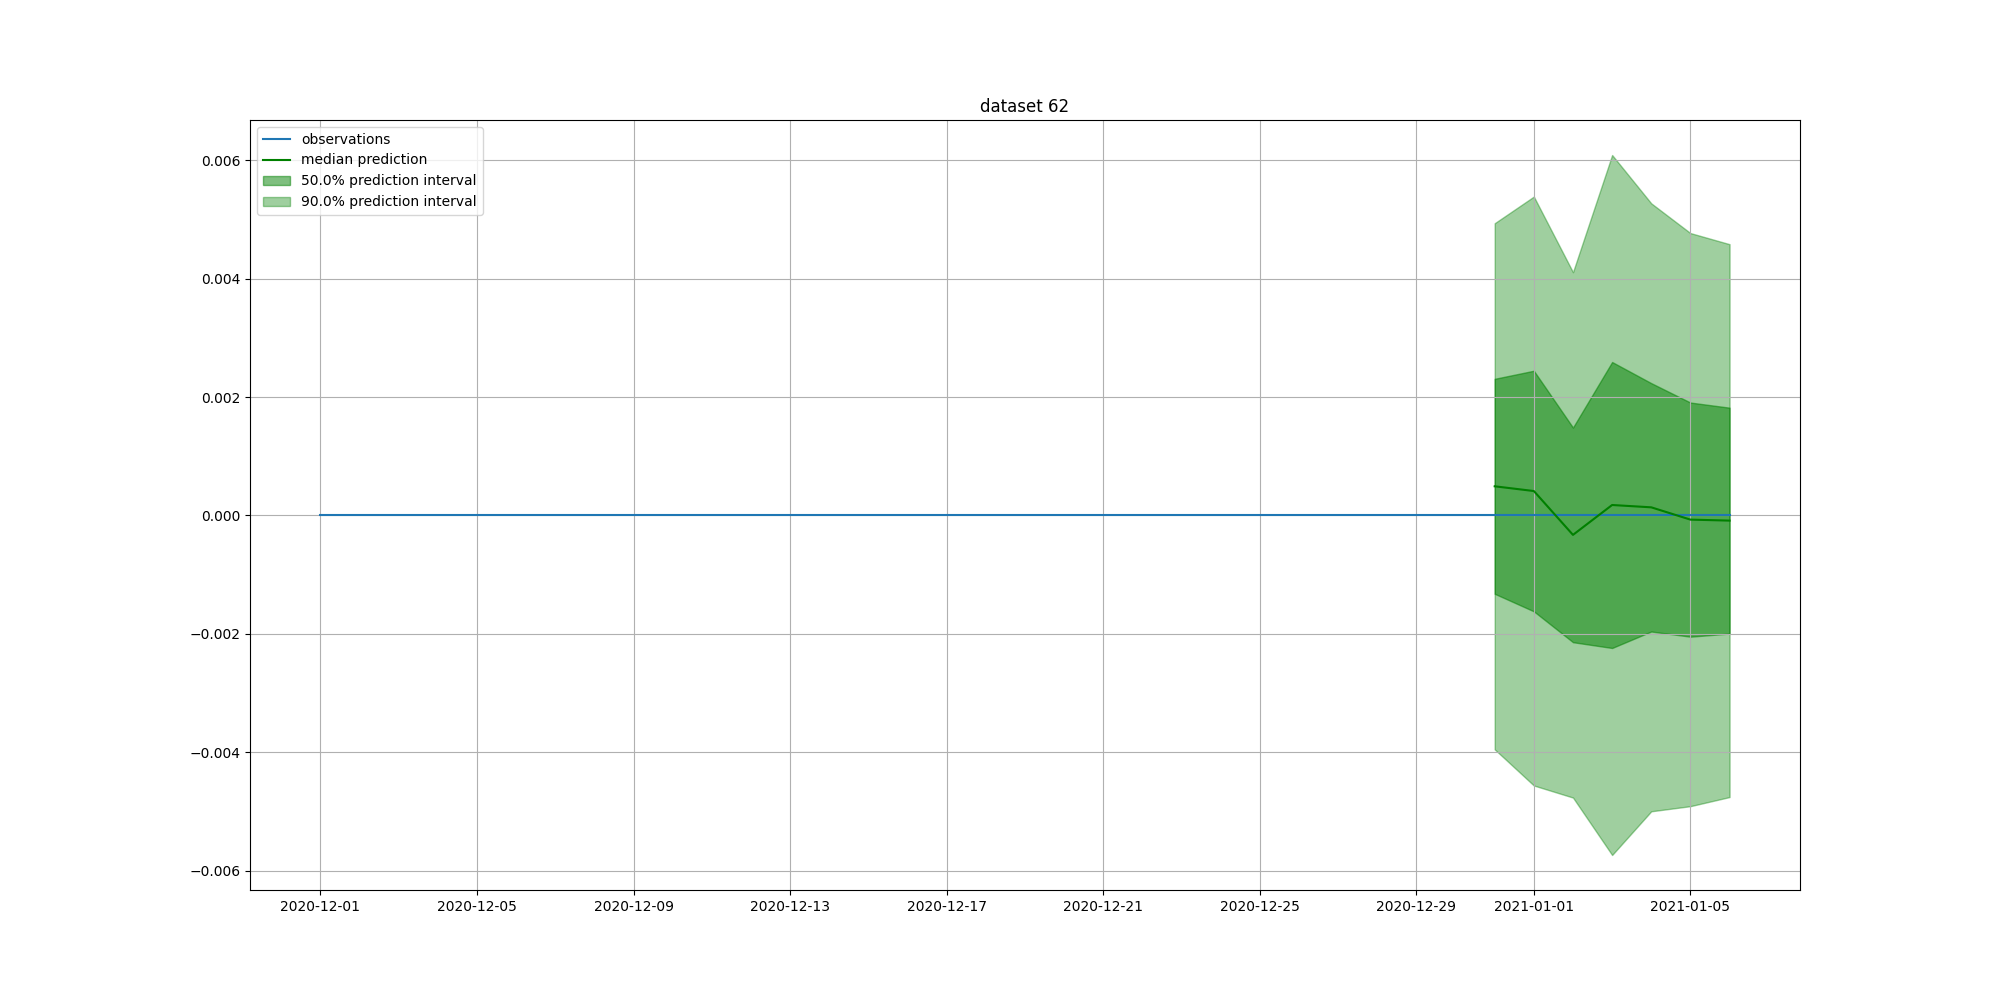 dataset 62
observations
median prediction
50.0% prediction interval
90.0% prediction interval
0.006
0.004
0.002
0.000
−0.002
−0.004
−0.006
2020-12-01 2020-12-05 2020-12-09 2020-12-13 2020-12-17 2020-12-21 2020-12-25 2020-12-29 2021-01-01 2021-01-05